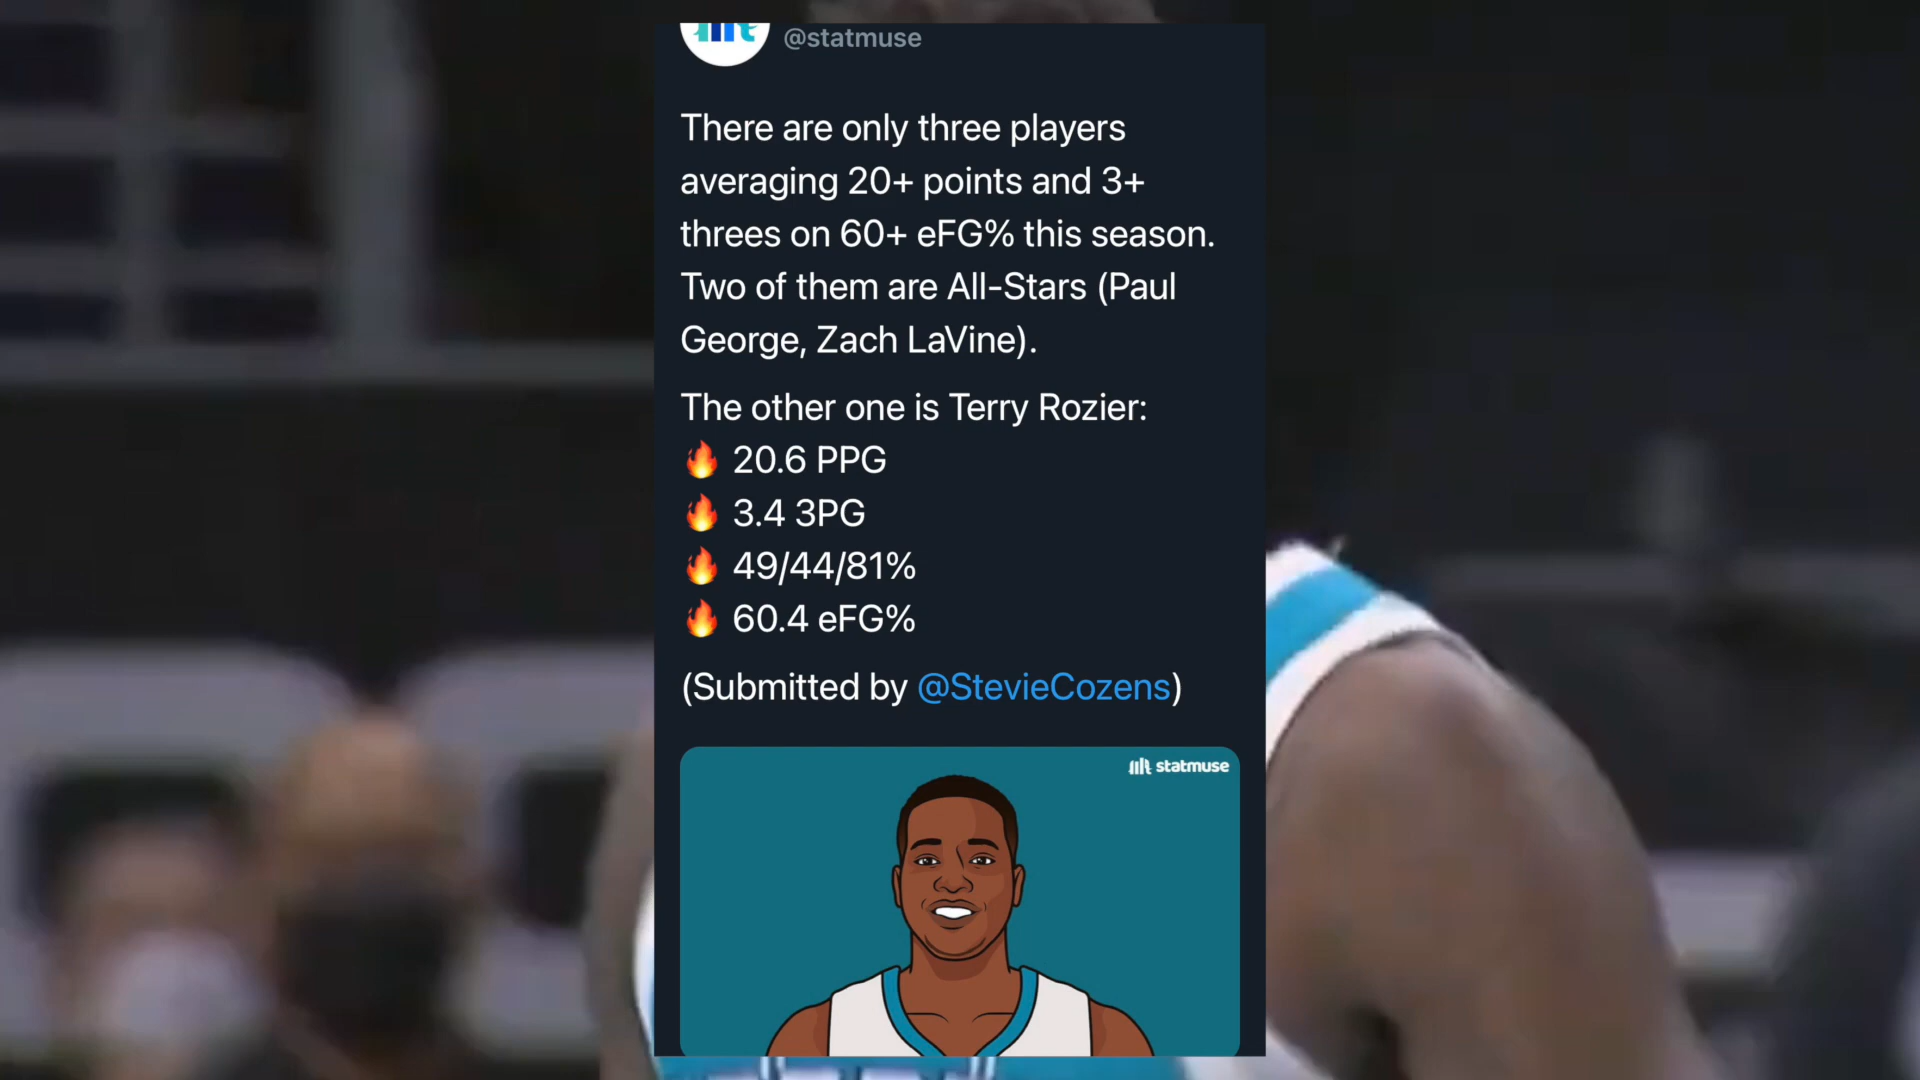 @statmuse
There are only three players
averaging 20+ points and 3+
threes on 60+ eFG% this season.
Two of them are All-Stars (Paul
George, Zach LaVine).
The other one is Terry Rozier:
🔥 20.6 PPG
🔥 3.4 3PG
🔥 49/44/81%
🔥 60.4 eFG%
(Submitted by @StevieCozens)
statmuse